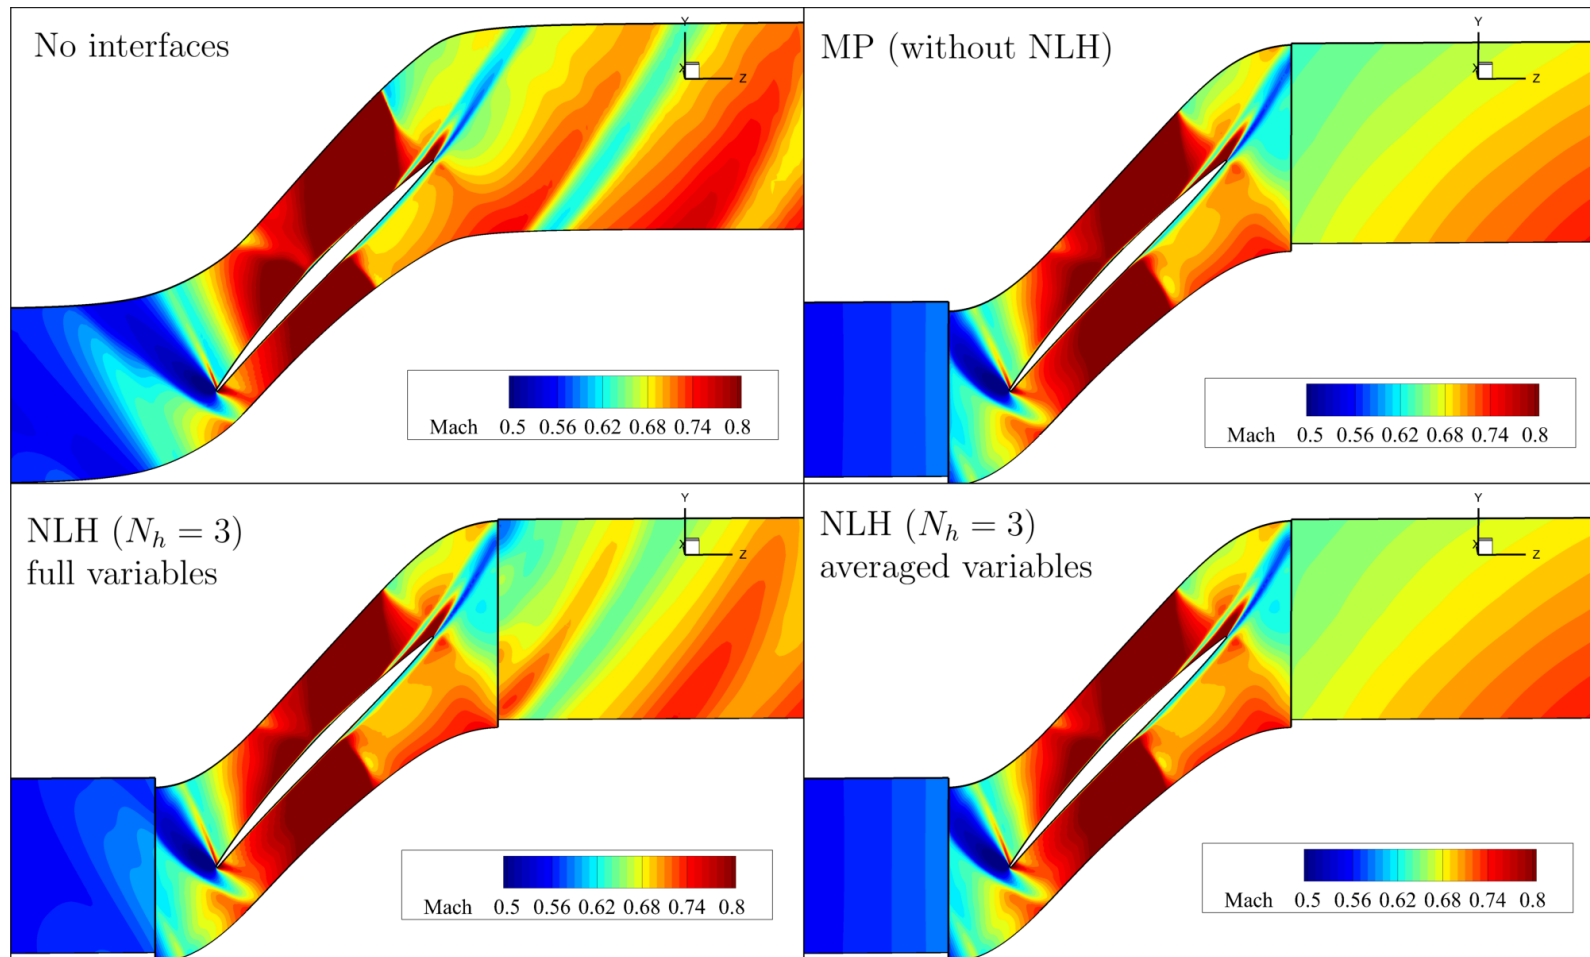 No interfaces
Y
X
Z
Mach 0.5 0.56 0.62 0.68 0.74 0.8
MP (without NLH)
Y
X
Z
Mach 0.5 0.56 0.62 0.68 0.74 0.8
NLH (N_h = 3)
full variables
Y
X
Z
Mach 0.5 0.56 0.62 0.68 0.74 0.8
NLH (N_h = 3)
averaged variables
Y
X
Z
Mach 0.5 0.56 0.62 0.68 0.74 0.8